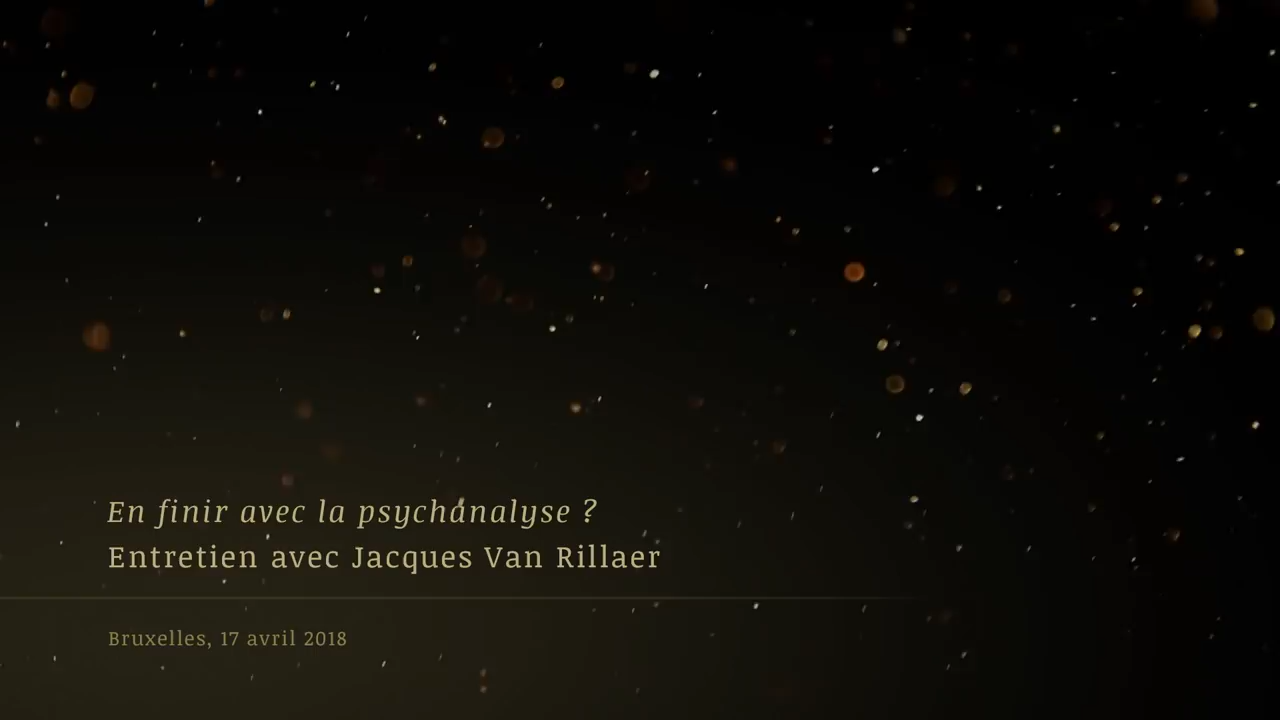 En finir avec la psychanalyse ?
Entretien avec Jacques Van Rillaer
Bruxelles, 17 avril 2018